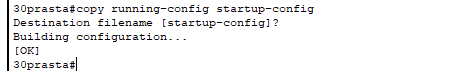 30prasta#copy running-config startup-config
Destination filename [startup-config]?
Building configuration...
[OK]
30prasta#